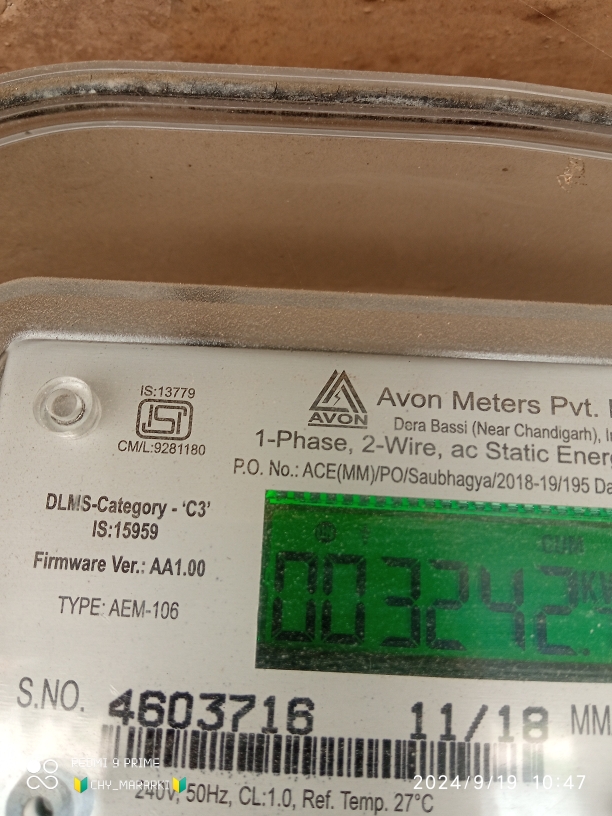 IS:13779
CM/L:9281180
AVON
Avon Meters Pvt.
Dera Bassi (Near Chandigarh),
1-Phase, 2-Wire, ac Static
P.O. No.: ACE(MM)/PO/Saubhagya/2018-19/195
DLMS-Category - 'C3'
IS:15959
Firmware Ver.: AA1.00
TYPE: AEM-106
CUM
003242.
S.NO. 4603716 11/18
240V, 50Hz, CL:1.0, Ref. Temp. 27°C
REDMI 9 PRIME
CHY_MARARKI
2024/9/19 10:47